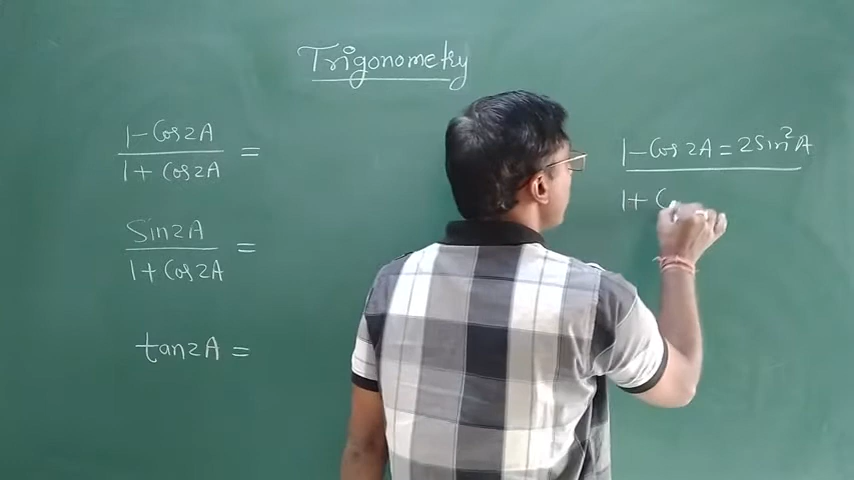 Trigonometry
1-Cos2A
1+Cos2A =
Sin2A
1+Cos2A =
tan2A =
1-Cos2A = 2Sin²A
1+ C